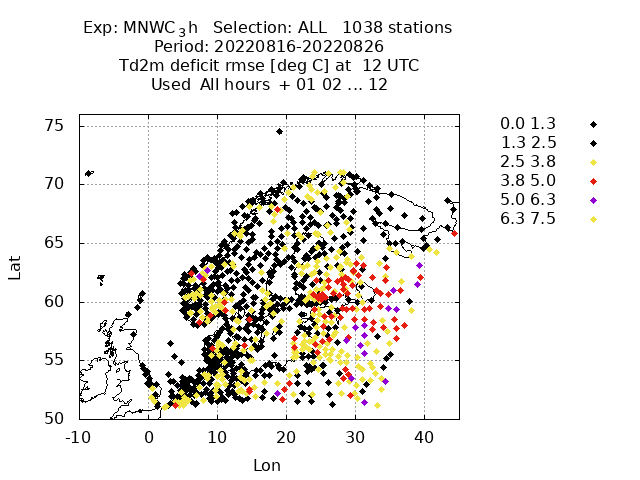 Exp: MNWC_3h   Selection: ALL   1038 stations
Period: 20220816-20220826
Td2m deficit rmse [deg C] at  12 UTC
Used  All hours  + 01 02 ... 12
0.0 1.3
1.3 2.5
2.5 3.8
3.8 5.0
5.0 6.3
6.3 7.5
75
70
65
60
55
50
Lat
-10 0 10 20 30 40
Lon